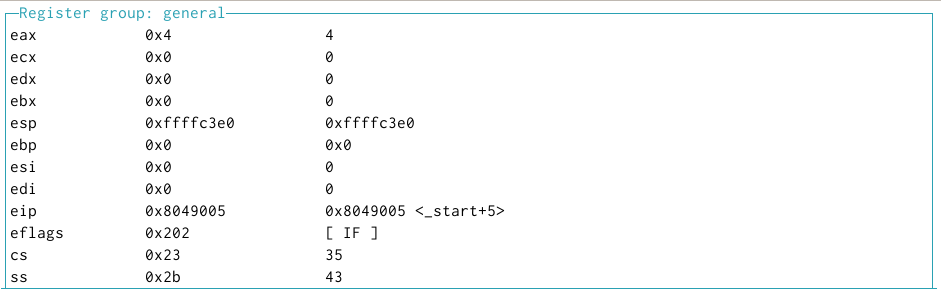 Register group: general
eax 0x4 4
ecx 0x0 0
edx 0x0 0
ebx 0x0 0
esp 0xffffc3e0 0xffffc3e0
ebp 0x0 0x0
esi 0x0 0
edi 0x0 0
eip 0x8049005 0x8049005 <_start+5>
eflags 0x202 [ IF ]
cs 0x23 35
ss 0x2b 43